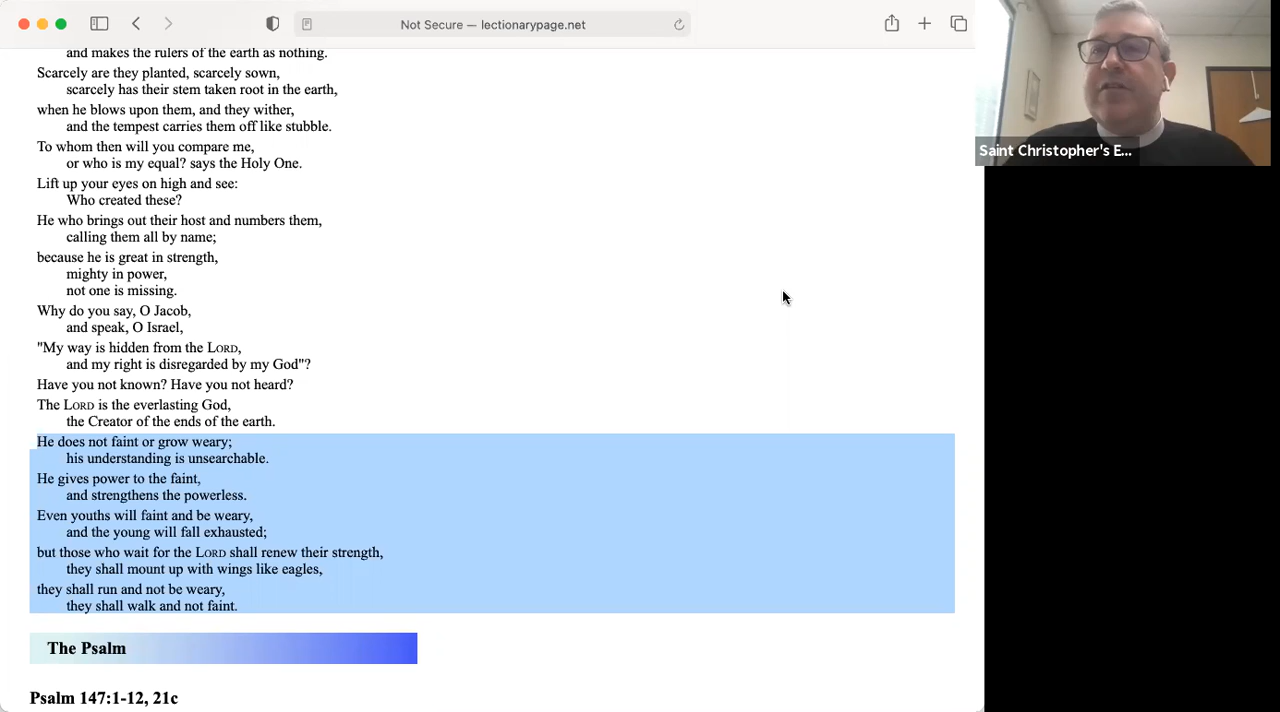 Not Secure — lectionarypage.net
and makes the rulers of the earth as nothing.
Scarcely are they planted, scarcely sown,
scarcely has their stem taken root in the earth,
when he blows upon them, and they wither,
and the tempest carries them off like stubble.
To whom then will you compare me,
or who is my equal? says the Holy One.
Lift up your eyes on high and see:
Who created these?
He who brings out their host and numbers them,
calling them all by name;
because he is great in strength,
mighty in power,
not one is missing.
Why do you say, O Jacob,
and speak, O Israel,
"My way is hidden from the LORD,
and my right is disregarded by my God"?
Have you not known? Have you not heard?
The LORD is the everlasting God,
the Creator of the ends of the earth.
He does not faint or grow weary;
his understanding is unsearchable.
He gives power to the faint,
and strengthens the powerless.
Even youths will faint and be weary,
and the young will fall exhausted;
but those who wait for the LORD shall renew their strength,
they shall mount up with wings like eagles,
they shall run and not be weary,
they shall walk and not faint.
The Psalm
Psalm 147:1-12, 21c
Saint Christopher's E...